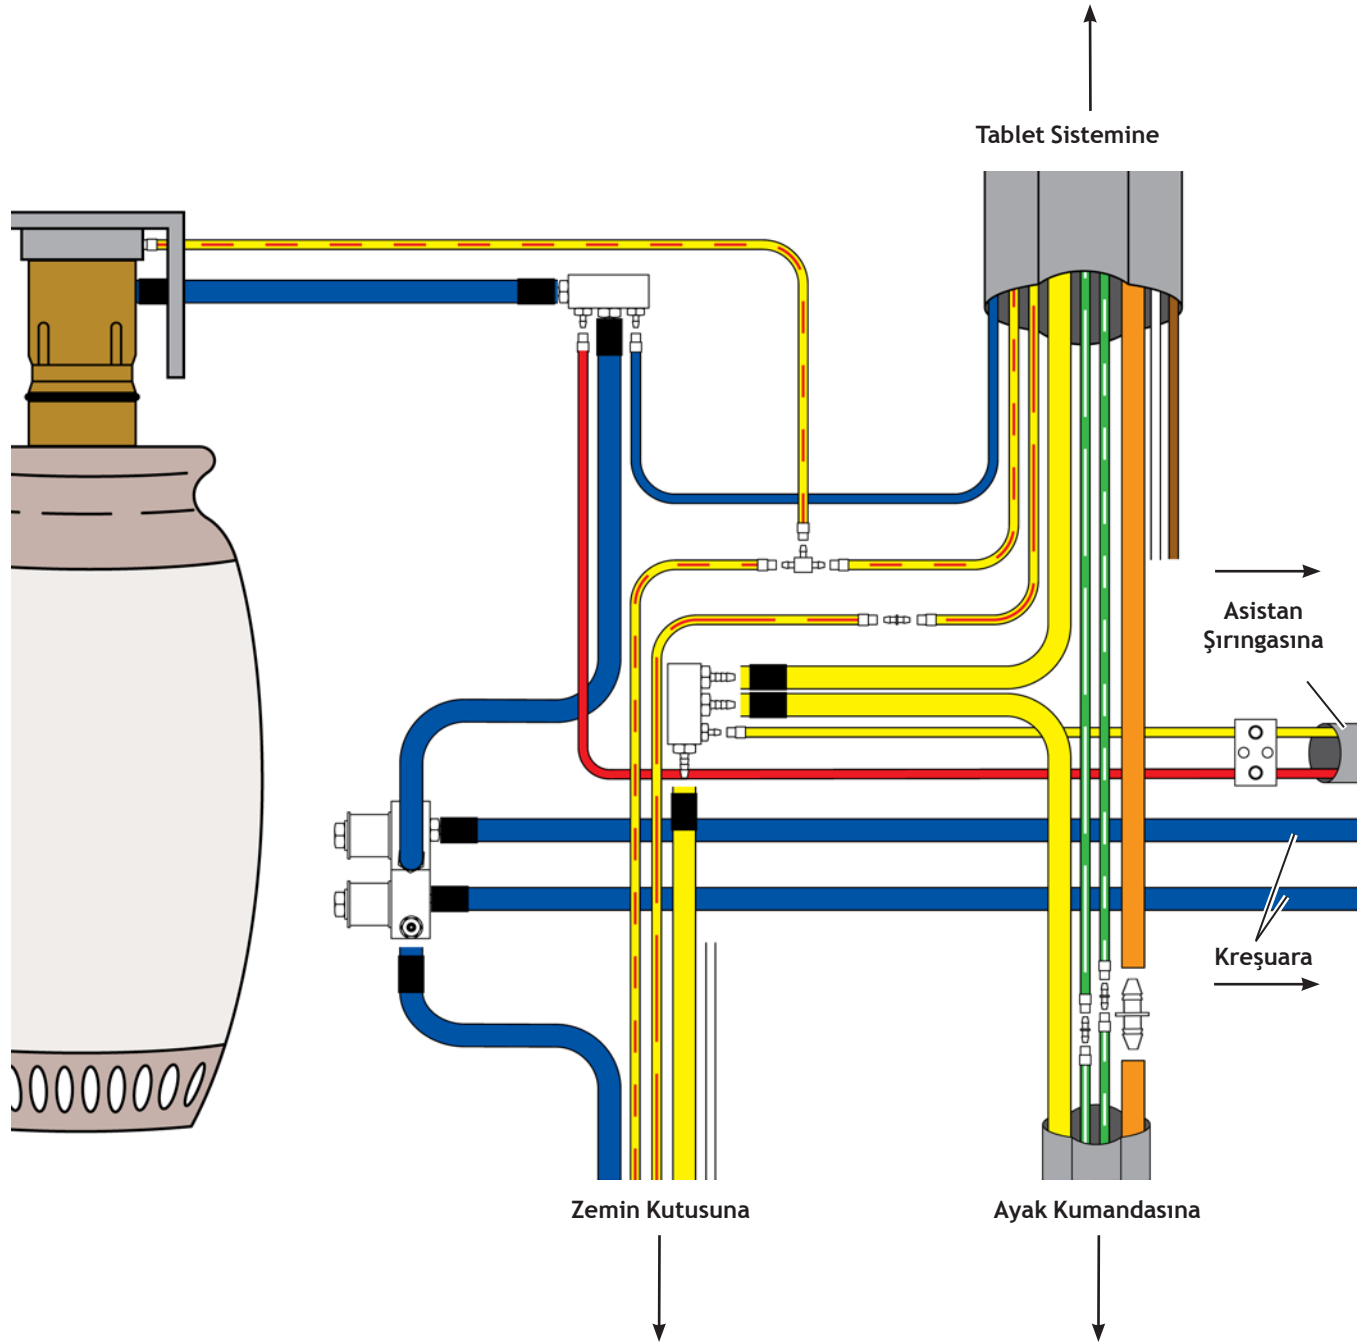 Tablet Sistemine
Asistan
Şırıngasına
Kreşuara
Zemin Kutusuna
Ayak Kumandasına